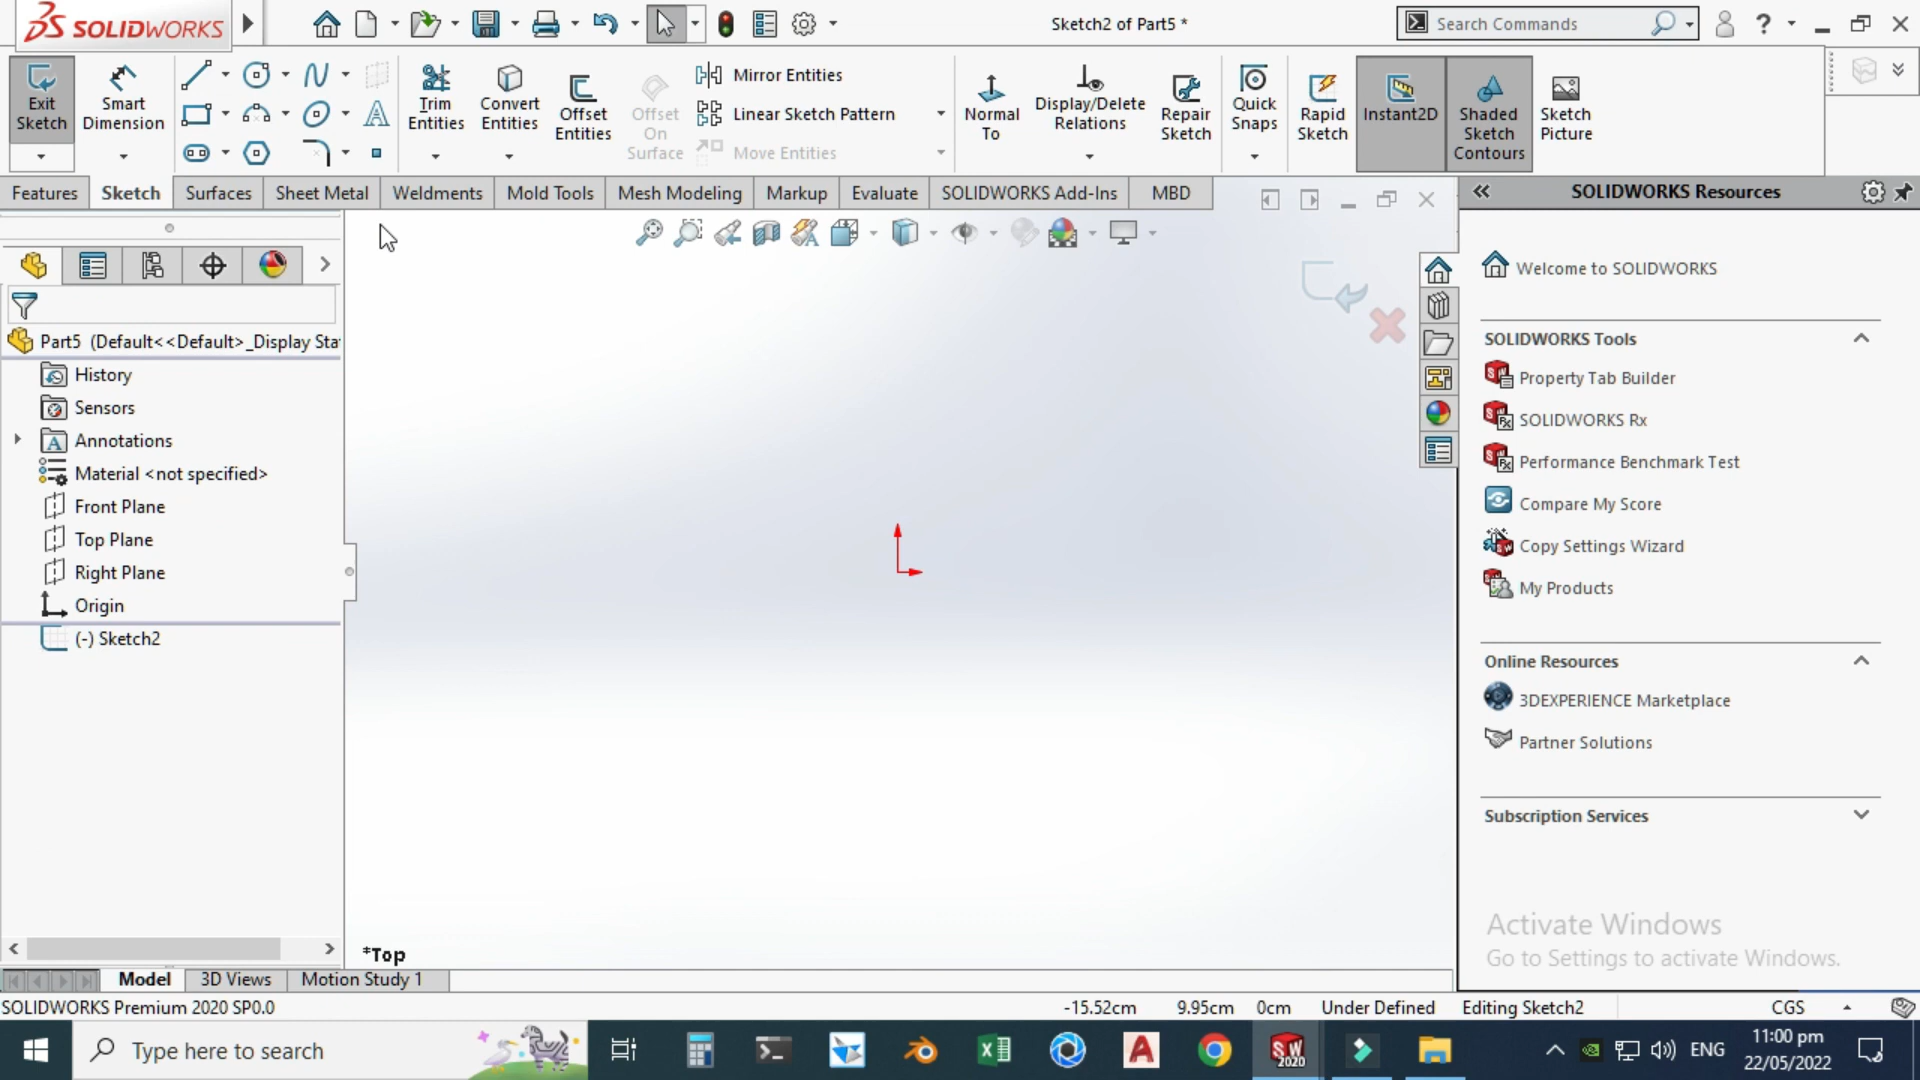 SOLIDWORKS
Sketch2 of Part5 *
Search Commands
Exit Sketch
Smart Dimension
Trim Entities
Convert Entities
Offset Entities
Offset On Surface
Mirror Entities
Linear Sketch Pattern
Move Entities
Normal To
Display/Delete Relations
Repair Sketch
Quick Snaps
Rapid Sketch
Instant2D
Shaded Sketch Contours
Sketch Picture
Features
Sketch
Surfaces
Sheet Metal
Weldments
Mold Tools
Mesh Modeling
Markup
Evaluate
SOLIDWORKS Add-Ins
MBD
SOLIDWORKS Resources
Part5 (Default<<Default>_Display Sta
History
Sensors
Annotations
Material <not specified>
Front Plane
Top Plane
Right Plane
Origin
(-) Sketch2
*Top
Welcome to SOLIDWORKS
SOLIDWORKS Tools
Property Tab Builder
SOLIDWORKS Rx
Performance Benchmark Test
Compare My Score
Copy Settings Wizard
My Products
Online Resources
3DEXPERIENCE Marketplace
Partner Solutions
Subscription Services
Activate Windows
Go to Settings to activate Windows.
Model
3D Views
Motion Study 1
SOLIDWORKS Premium 2020 SP0.0
-15.52cm
9.95cm
0cm
Under Defined
Editing Sketch2
CGS
Type here to search
SW 2020
ENG
11:00 pm
22/05/2022